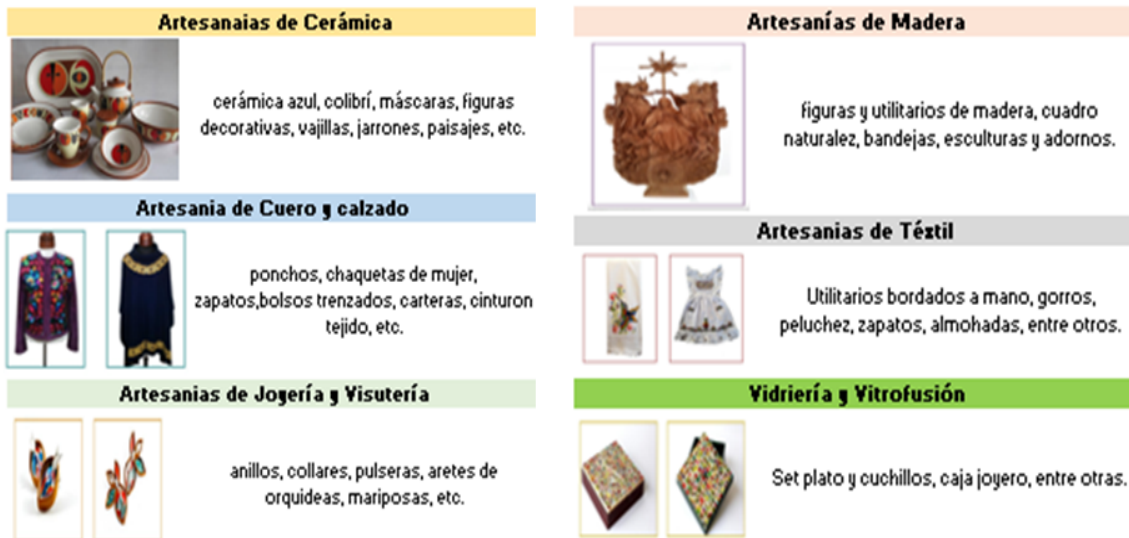 Artesanaias de Cerámica
cerámica azul, colibrí, máscaras, figuras
decorativas, vajillas, jarrones, paisajes, etc.
Artesania de Cuero y calzado
ponchos, chaquetas de mujer,
zapatos,bolsos trenzados, carteras, cinturon
tejido, etc.
Artesanias de Joyería y Visutería
anillos, collares, pulseras, aretes de
orquideas, mariposas, etc.
Artesanías de Madera
figuras y utilitarios de madera, cuadro
naturalez, bandejas, esculturas y adornos.
Artesanias de Téxtil
Utilitarios bordados a mano, gorros,
peluchez, zapatos, almohadas, entre otros.
Vidriería y Vitrofusión
Set plato y cuchillos, caja joyero, entre otras.